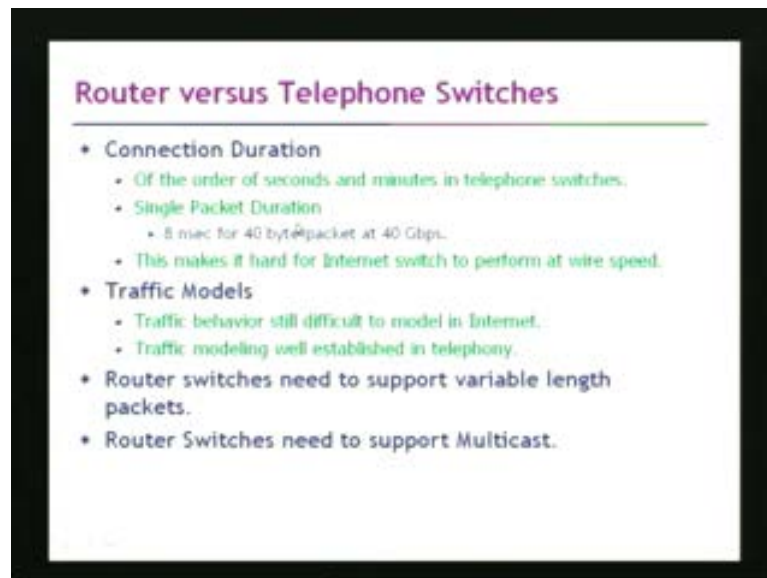 Router versus Telephone Switches
• Connection Duration
• Of the order of seconds and minutes in telephone switches.
• Single Packet Duration
• 8 nsec for 40 byte packet at 40 Gbps.
• This makes it hard for Internet switch to perform at wire speed.
• Traffic Models
• Traffic behavior still difficult to model in Internet.
• Traffic modeling well established in telephony.
• Router switches need to support variable length
packets.
• Router Switches need to support Multicast.